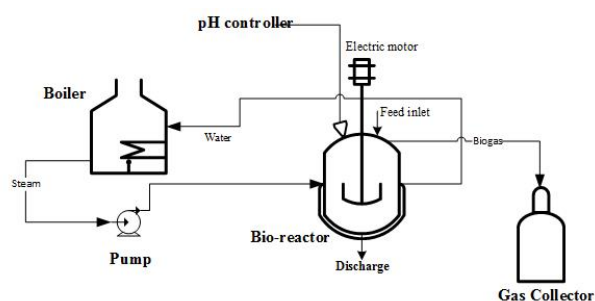 pH controller
Electric motor
Boiler
Water
Feed inlet
Biogas
Steam
Bio-reactor
Pump
Discharge
Gas Collector